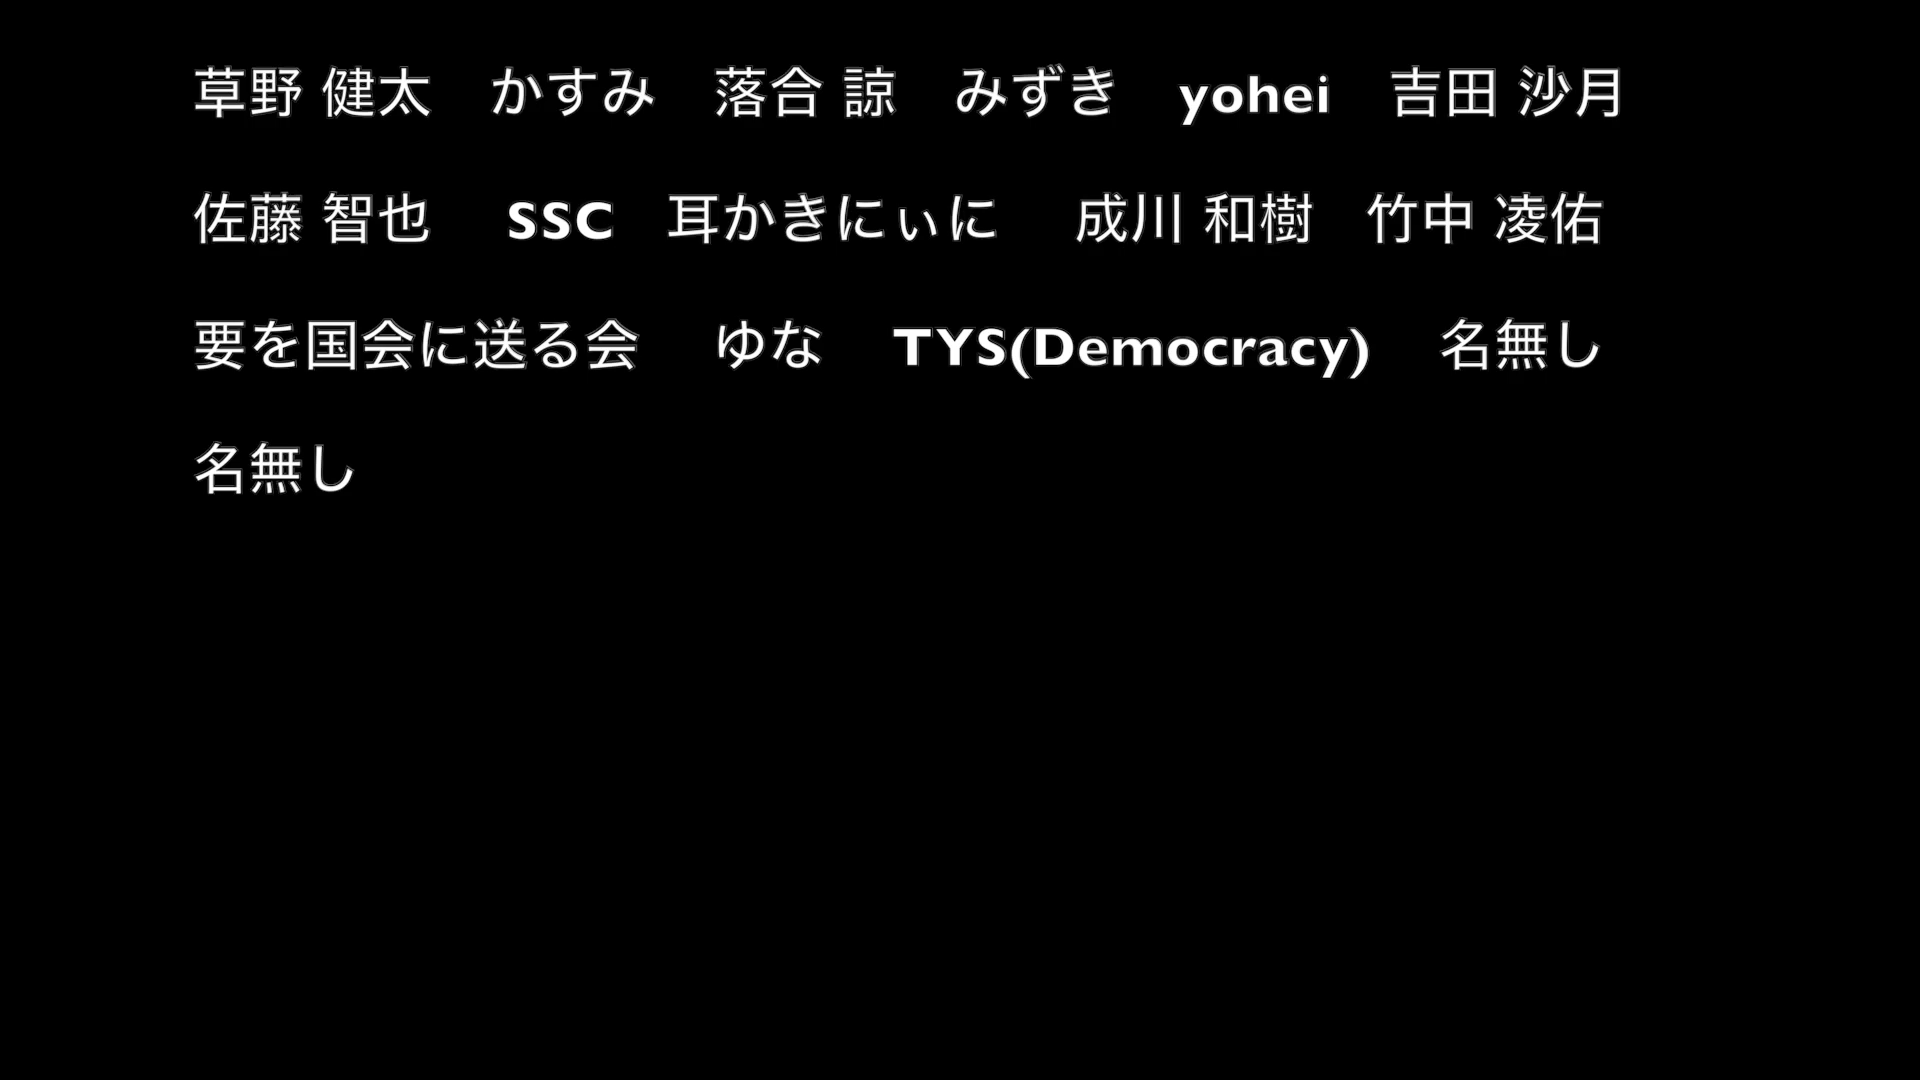 草野 健太　かすみ　落合 諒　みずき　yohei　吉田 沙月
佐藤 智也　SSC　耳かきにぃに　成川 和樹　竹中 凌佑
要を国会に送る会　ゆな　TYS(Democracy)　名無し
名無し